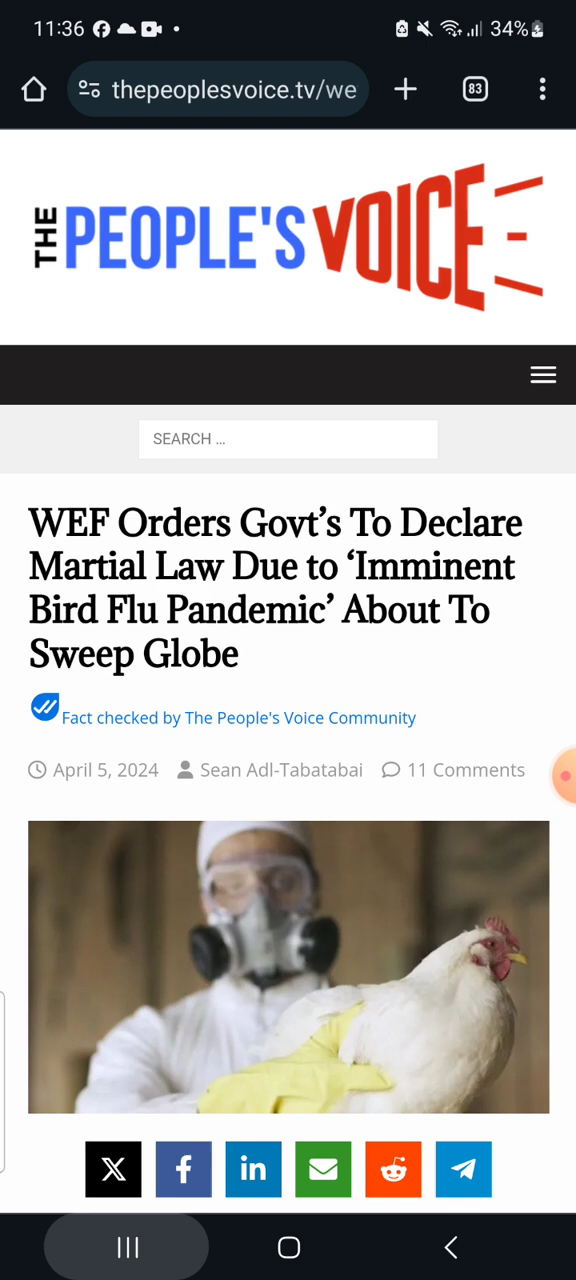 11:36 34%
thepeoplesvoice.tv/we 83
THE PEOPLE'S VOICE
SEARCH …
WEF Orders Govt’s To Declare
Martial Law Due to ‘Imminent
Bird Flu Pandemic’ About To
Sweep Globe
Fact checked by The People's Voice Community
April 5, 2024 Sean Adl-Tabatabai 11 Comments